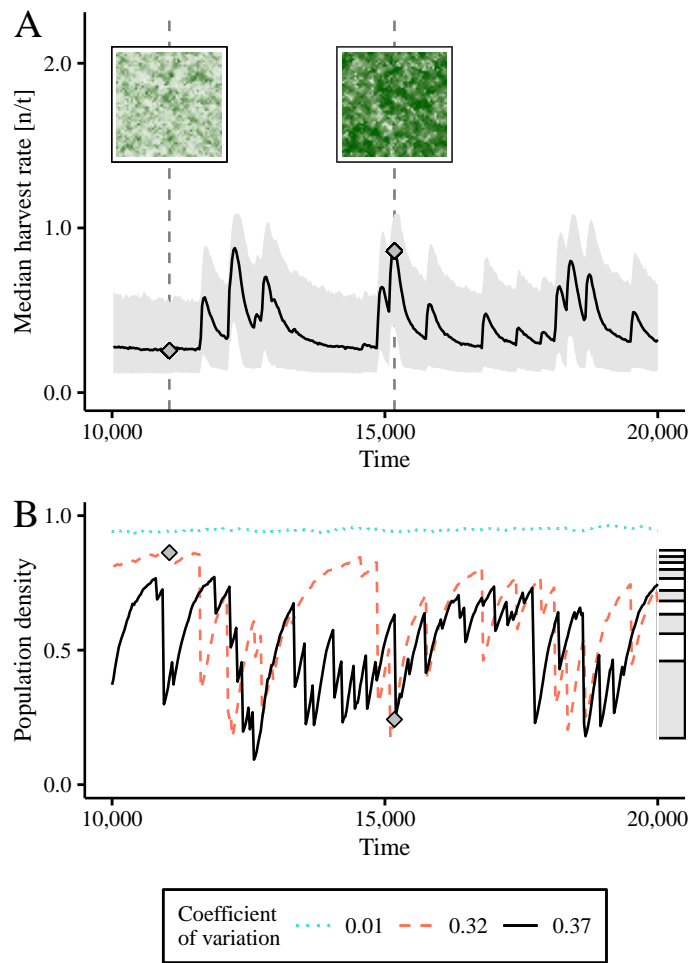 A
Median harvest rate [n/t]
2.0
1.0
0.0
10,000 15,000 20,000
Time
B
Population density
1.0
0.5
0.0
10,000 15,000 20,000
Time
Coefficient
of variation
0.01 0.32 0.37